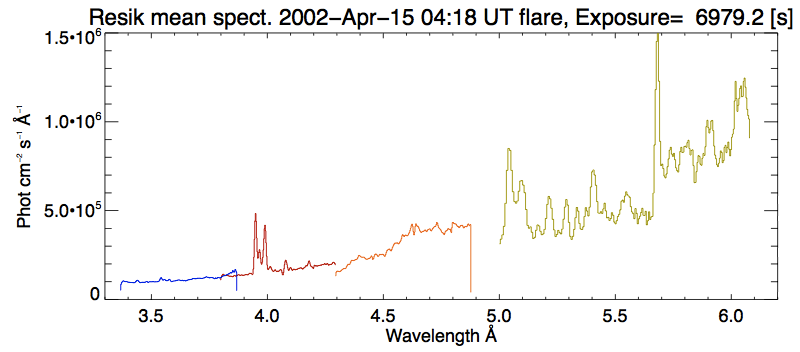 Resik mean spect. 2002-Apr-15 04:18 UT flare, Exposure= 6979.2 [s]
1.5×10⁶
1.0×10⁶
5.0×10⁵
0
Phot cm⁻² s⁻¹ Å⁻¹
3.5 4.0 4.5 5.0 5.5 6.0
Wavelength Å